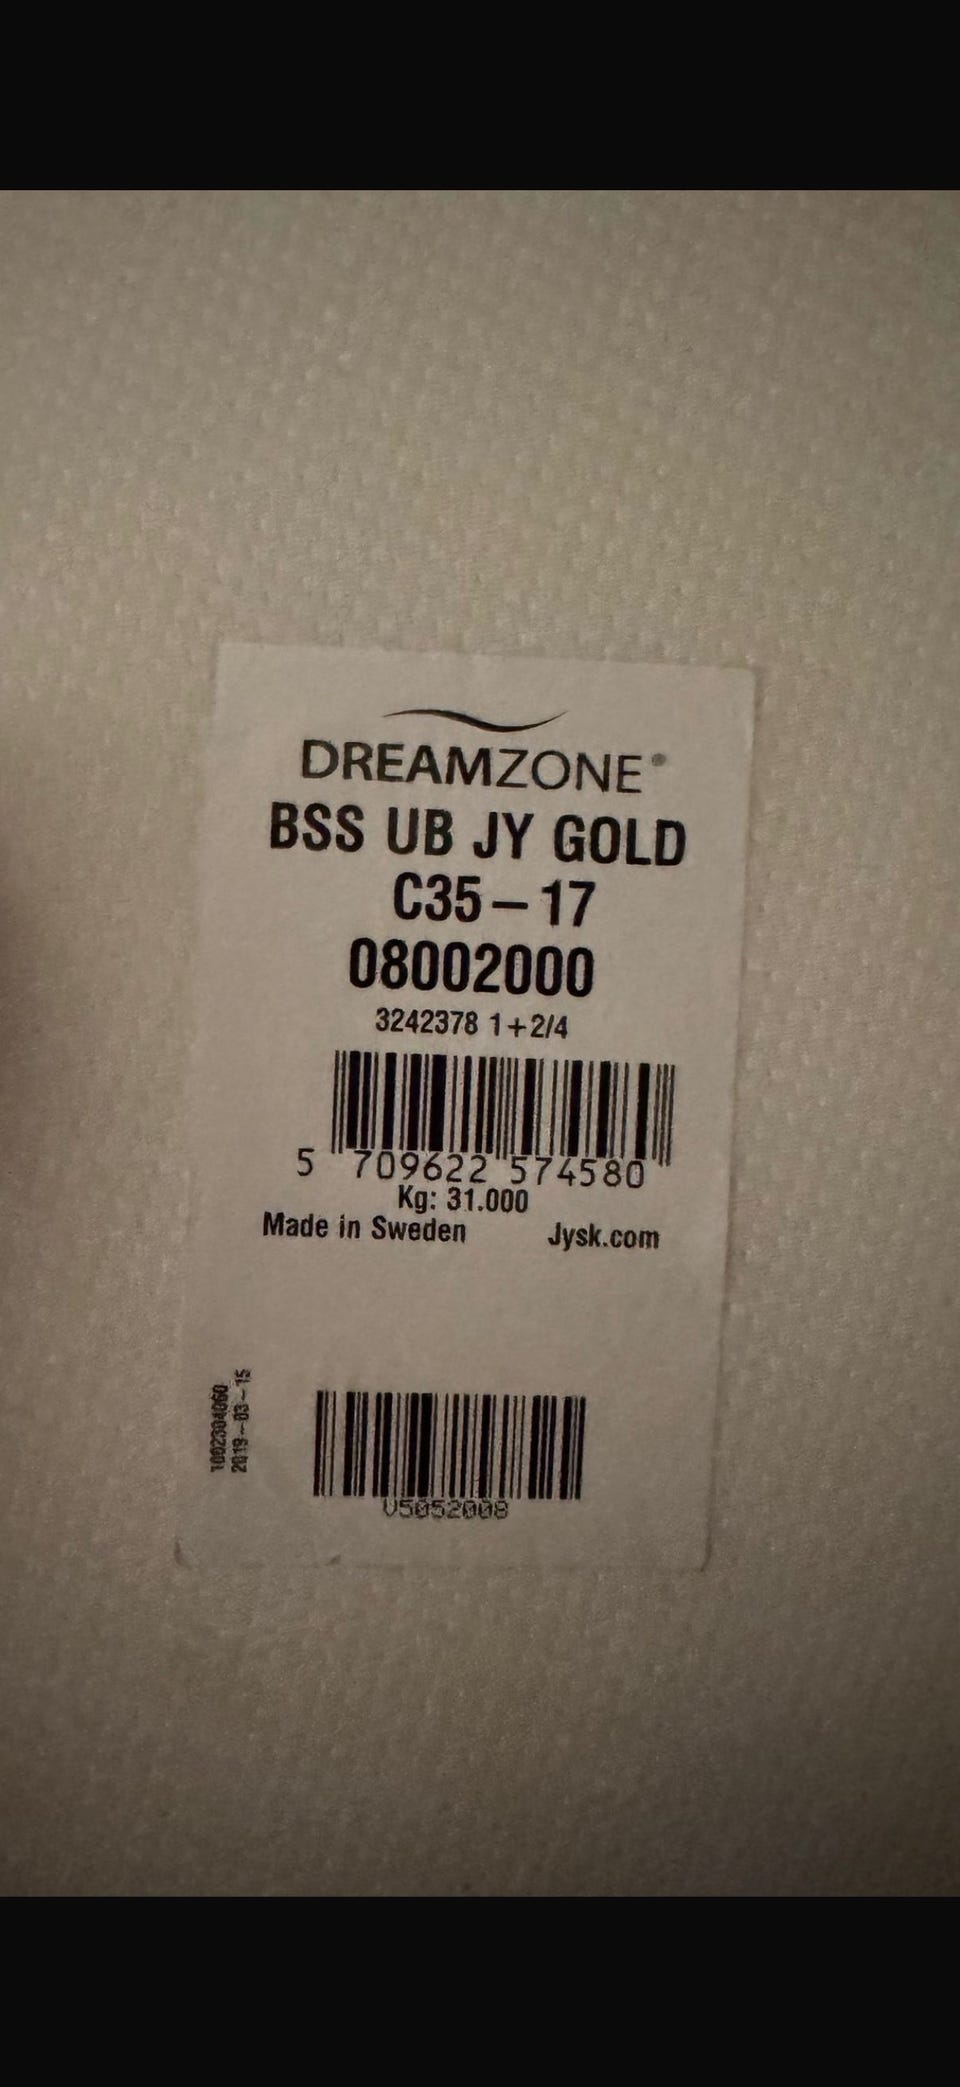 DREAMZONE®
BSS UB JY GOLD
C35-17
08002000
3242378 1+2/4
5 709622 574580
Kg: 31.000
Made in Sweden Jysk.com
1002304060
2019-03-15
V5052008